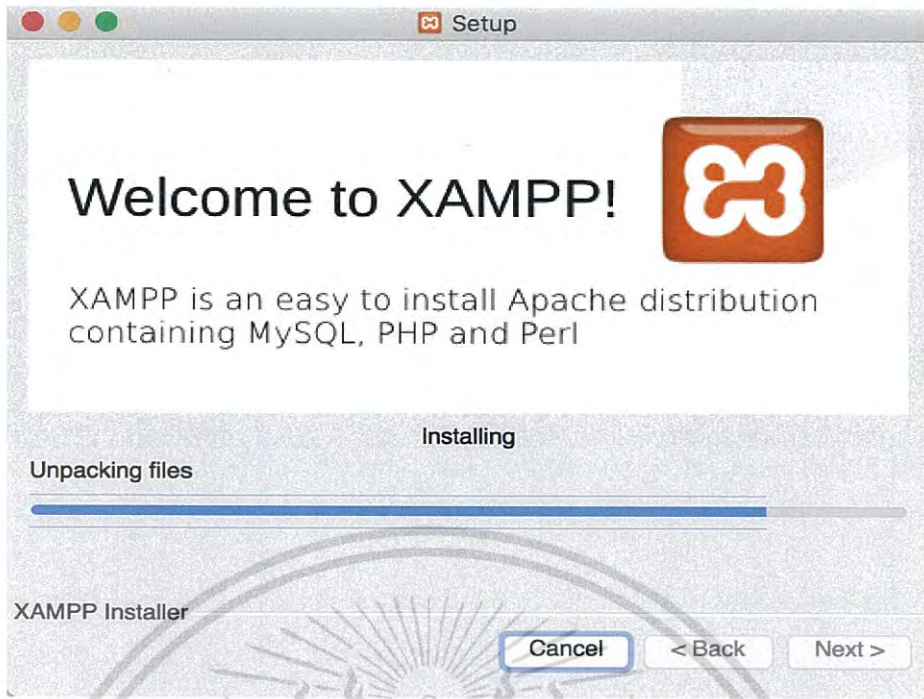 Setup
Welcome to XAMPP!
XAMPP is an easy to install Apache distribution
containing MySQL, PHP and Perl
Installing
Unpacking files
XAMPP Installer
Cancel
< Back
Next >